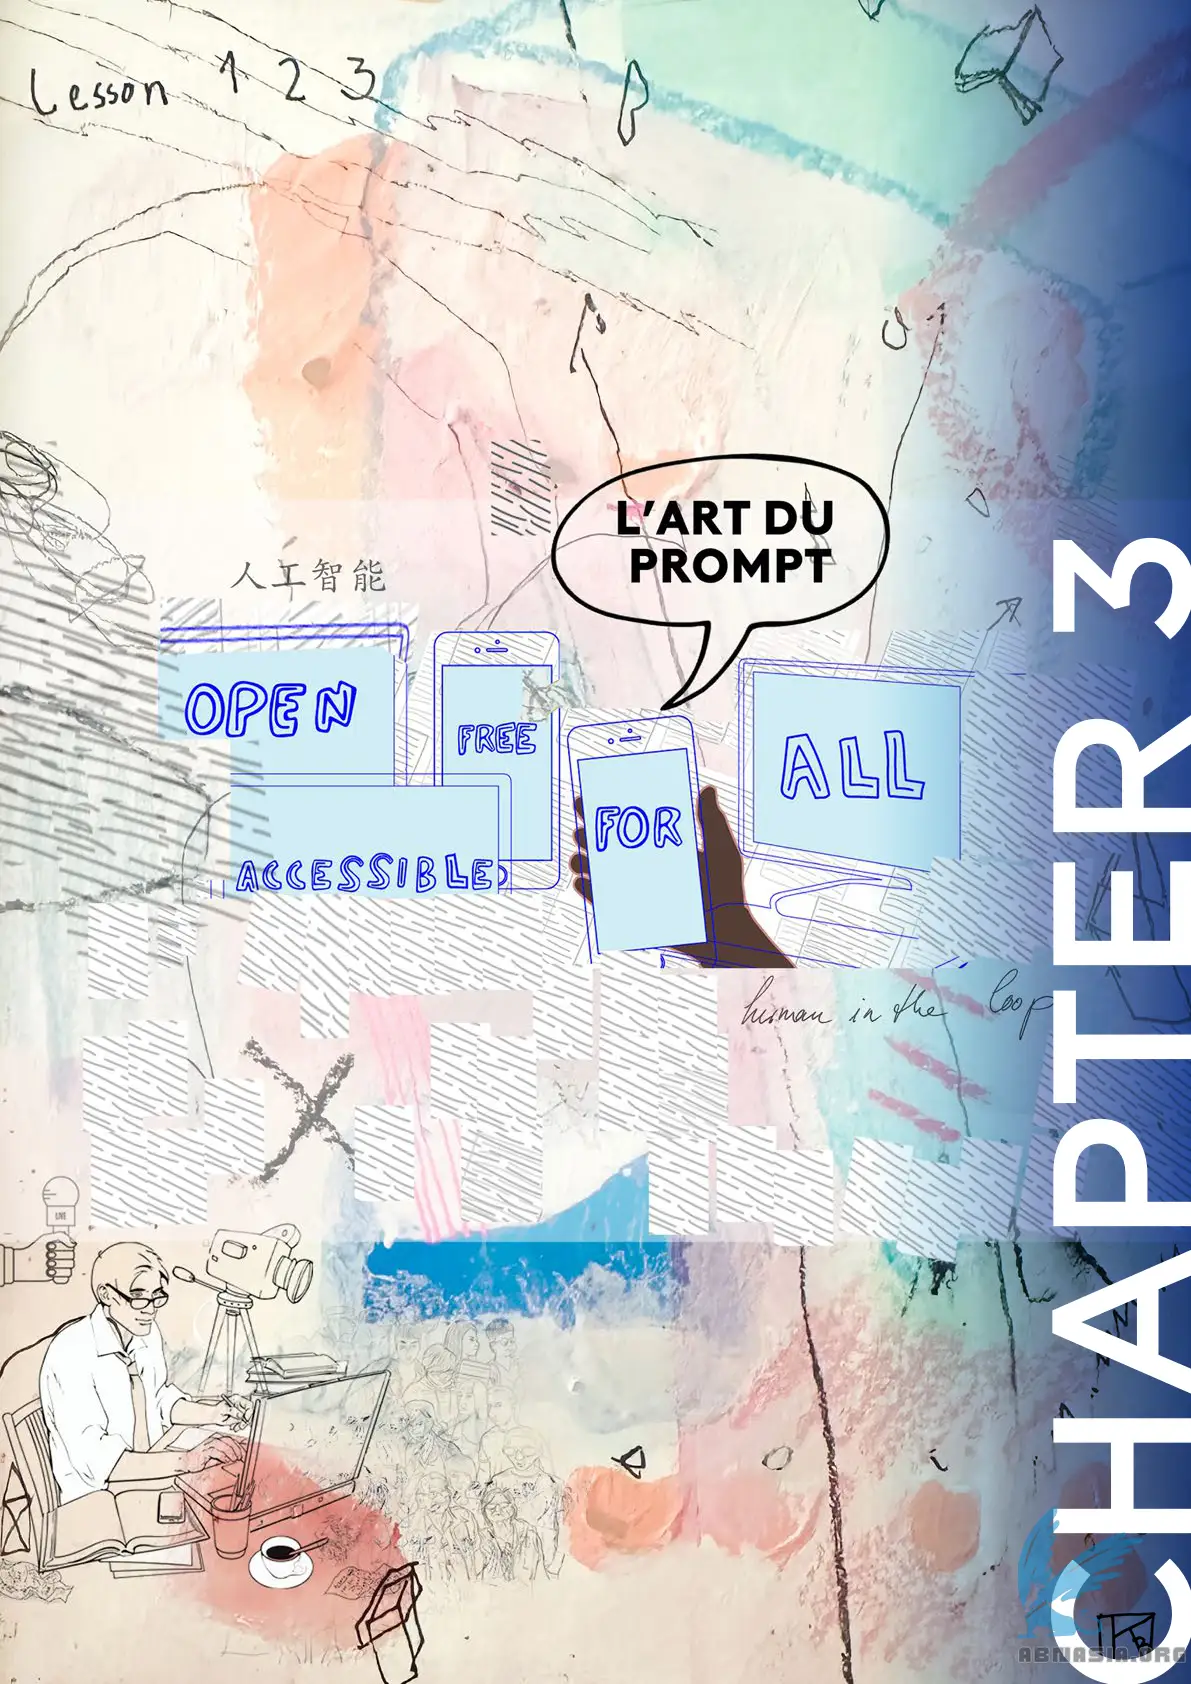 Lesson 1 2 3
L'ART DU
PROMPT
人工智能
OPEN
FREE
FOR
ALL
ACCESSIBLE
human in the loop
LIVE
CHAPTER 3
ABNASIA.ORG